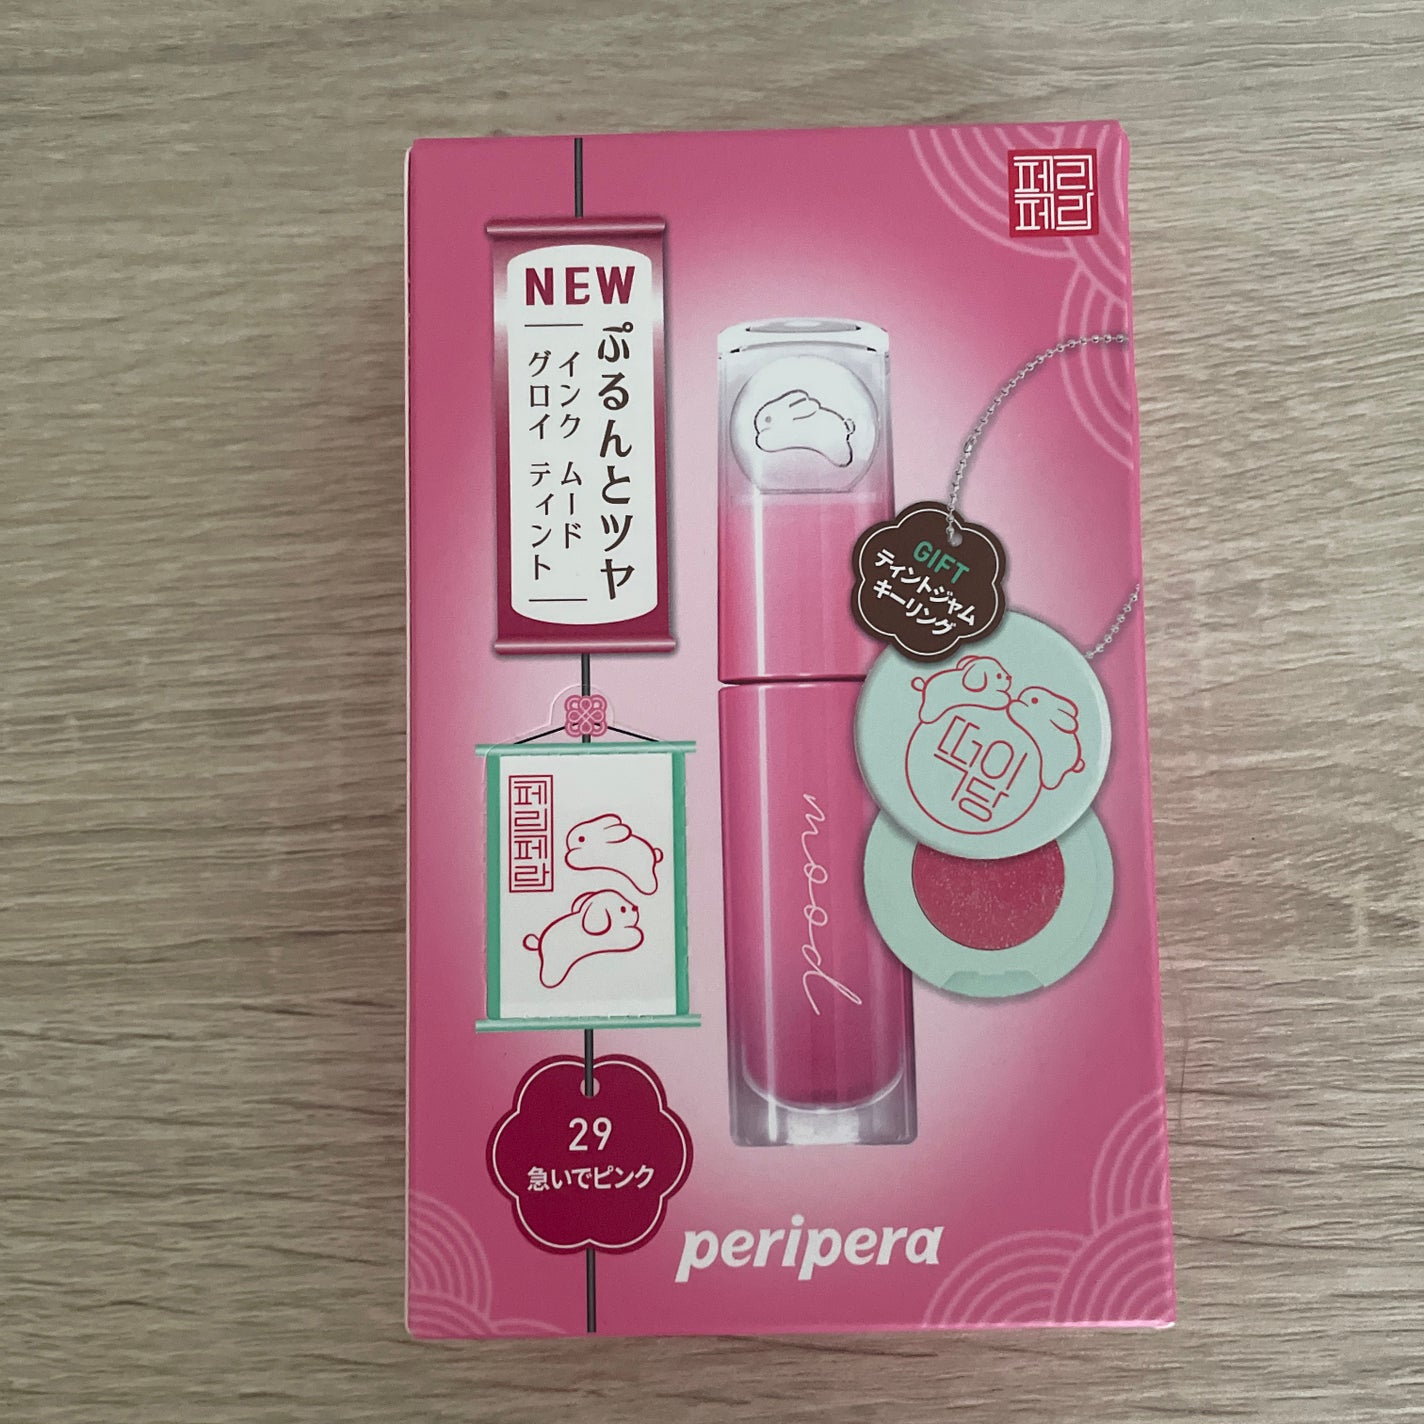 페리
페라
NEW
ぷるんとツヤ
インク ムード
グロイ ティント
GIFT
ティントジャム
キーリング
떡이
당
mood
페리페라
29
急いでピンク
peripera